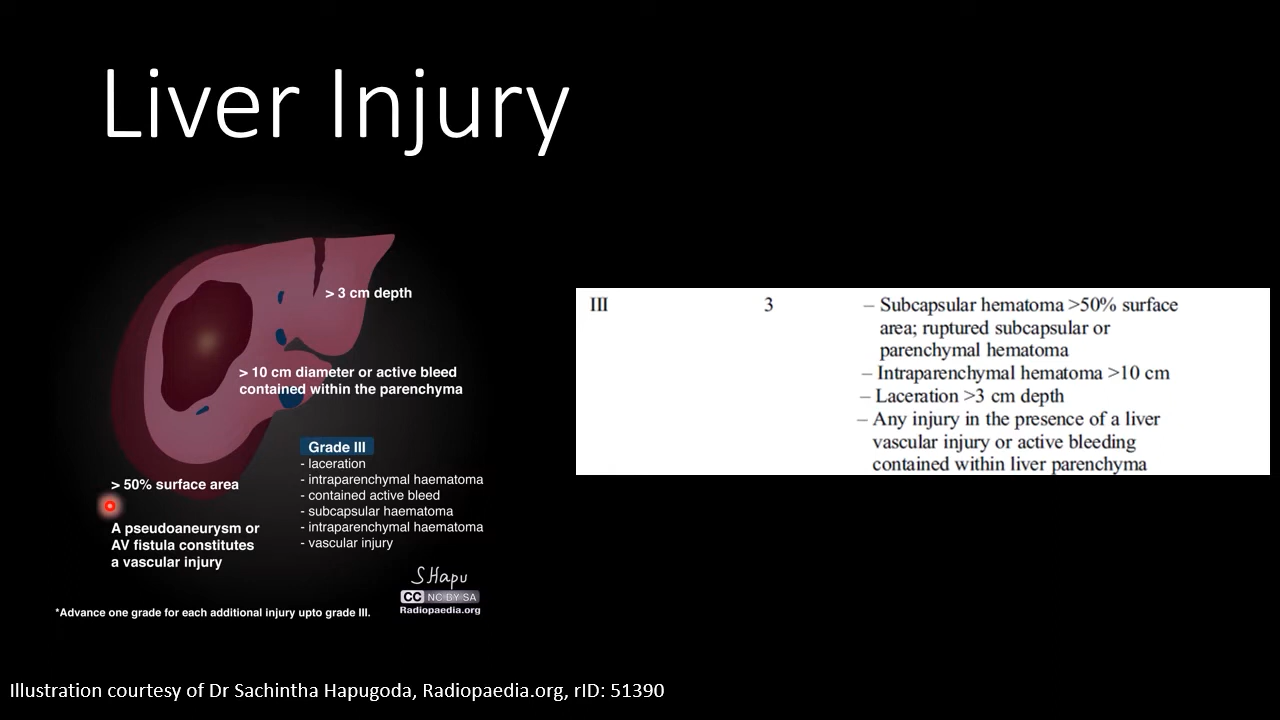 Liver Injury
> 3 cm depth
> 10 cm diameter or active bleed
contained within the parenchyma
Grade III
- laceration
- intraparenchymal haematoma
- contained active bleed
- subcapsular haematoma
- intraparenchymal haematoma
- vascular injury
> 50% surface area
A pseudoaneurysm or
AV fistula constitutes
a vascular injury
SHapu
CC NC BY SA
Radiopaedia.org
*Advance one grade for each additional injury upto grade III.
III 3 – Subcapsular hematoma >50% surface
area; ruptured subcapsular or
parenchymal hematoma
– Intraparenchymal hematoma >10 cm
– Laceration >3 cm depth
– Any injury in the presence of a liver
vascular injury or active bleeding
contained within liver parenchyma
Illustration courtesy of Dr Sachintha Hapugoda, Radiopaedia.org, rID: 51390